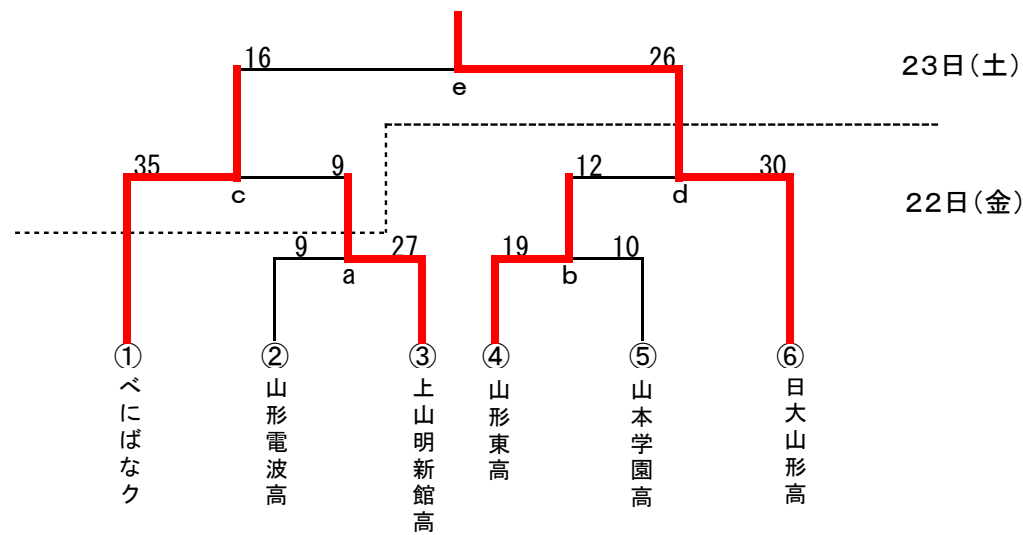 16
26
23日(土)
e
35
9
12
30
c
d
22日(金)
9
27
19
10
a
b
①
②
③
④
⑤
⑥
べにばなク
山形電波高
上山明新館高
山形東高
山本学園高
日大山形高